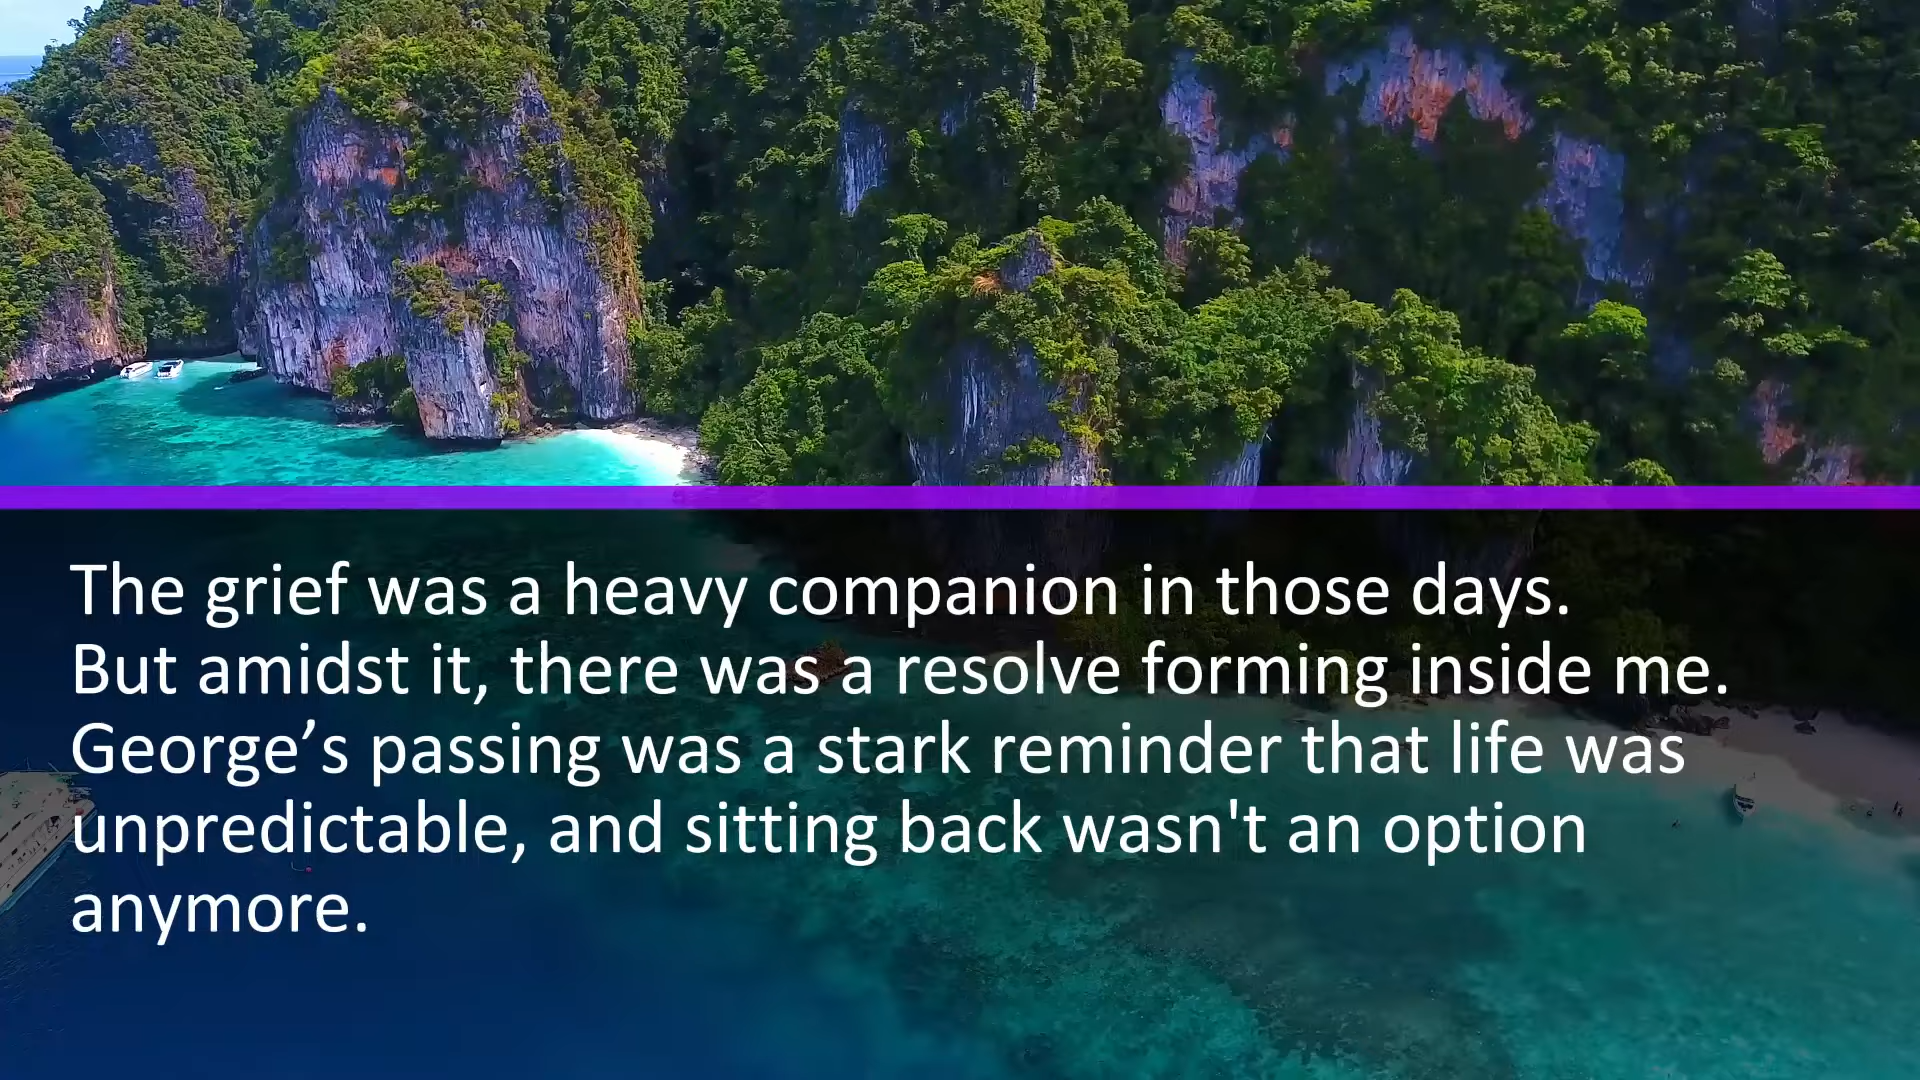 The grief was a heavy companion in those days.
But amidst it, there was a resolve forming inside me.
George’s passing was a stark reminder that life was
unpredictable, and sitting back wasn't an option
anymore.